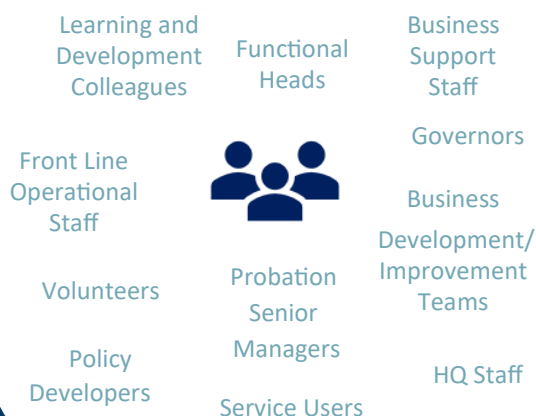 Learning and
Development
Colleagues
Functional
Heads
Business
Support
Staff
Governors
Front Line
Operational
Staff
Business
Development/
Improvement
Teams
Volunteers
Probation
Senior
Managers
Policy
Developers
HQ Staff
Service Users